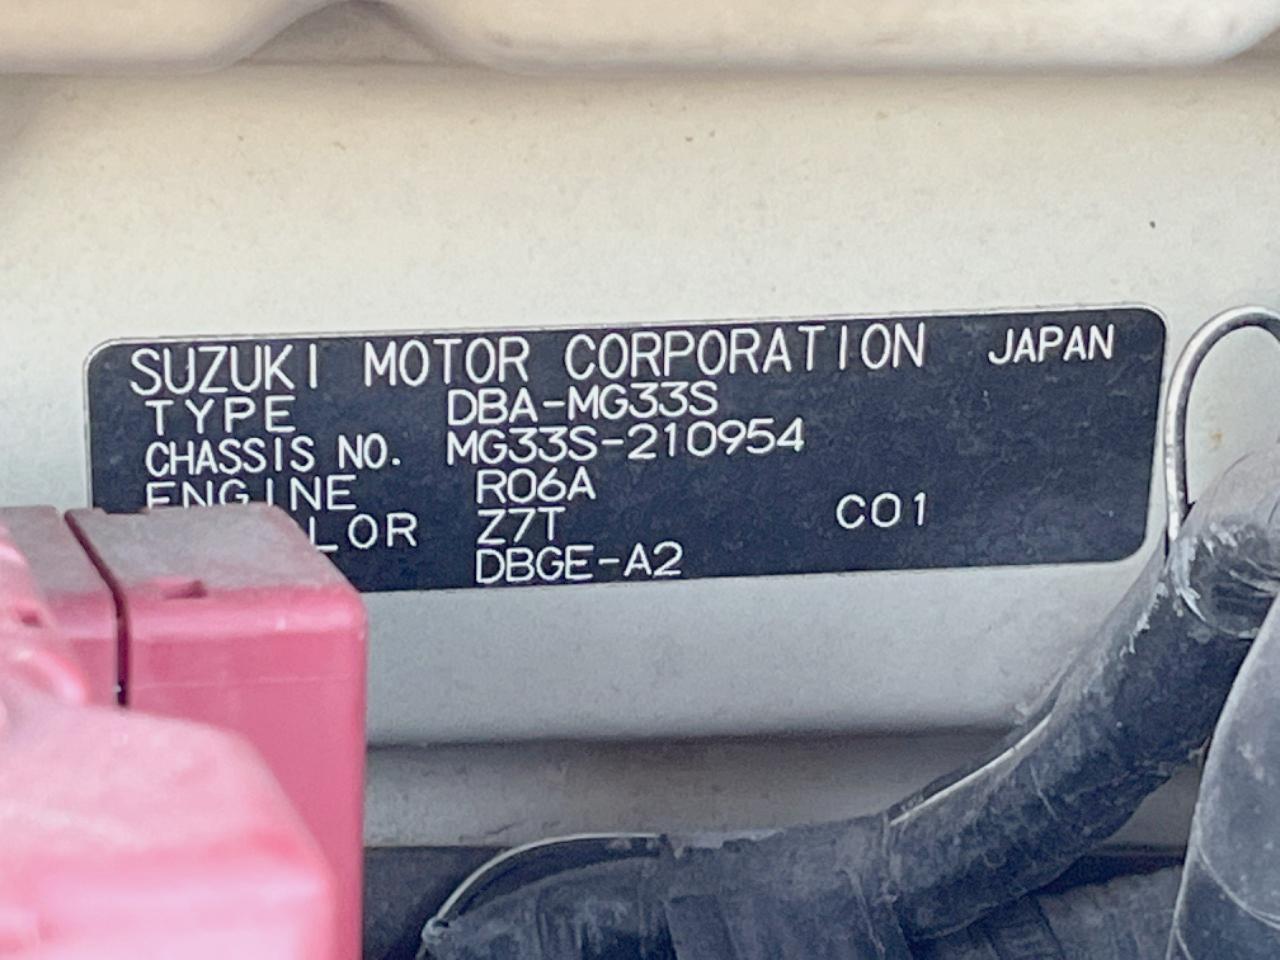 SUZUKI MOTOR CORPORATION JAPAN
TYPE DBA-MG33S
CHASSIS NO. MG33S-210954
ENGINE R06A
LOR Z7T C01
DBGE-A2